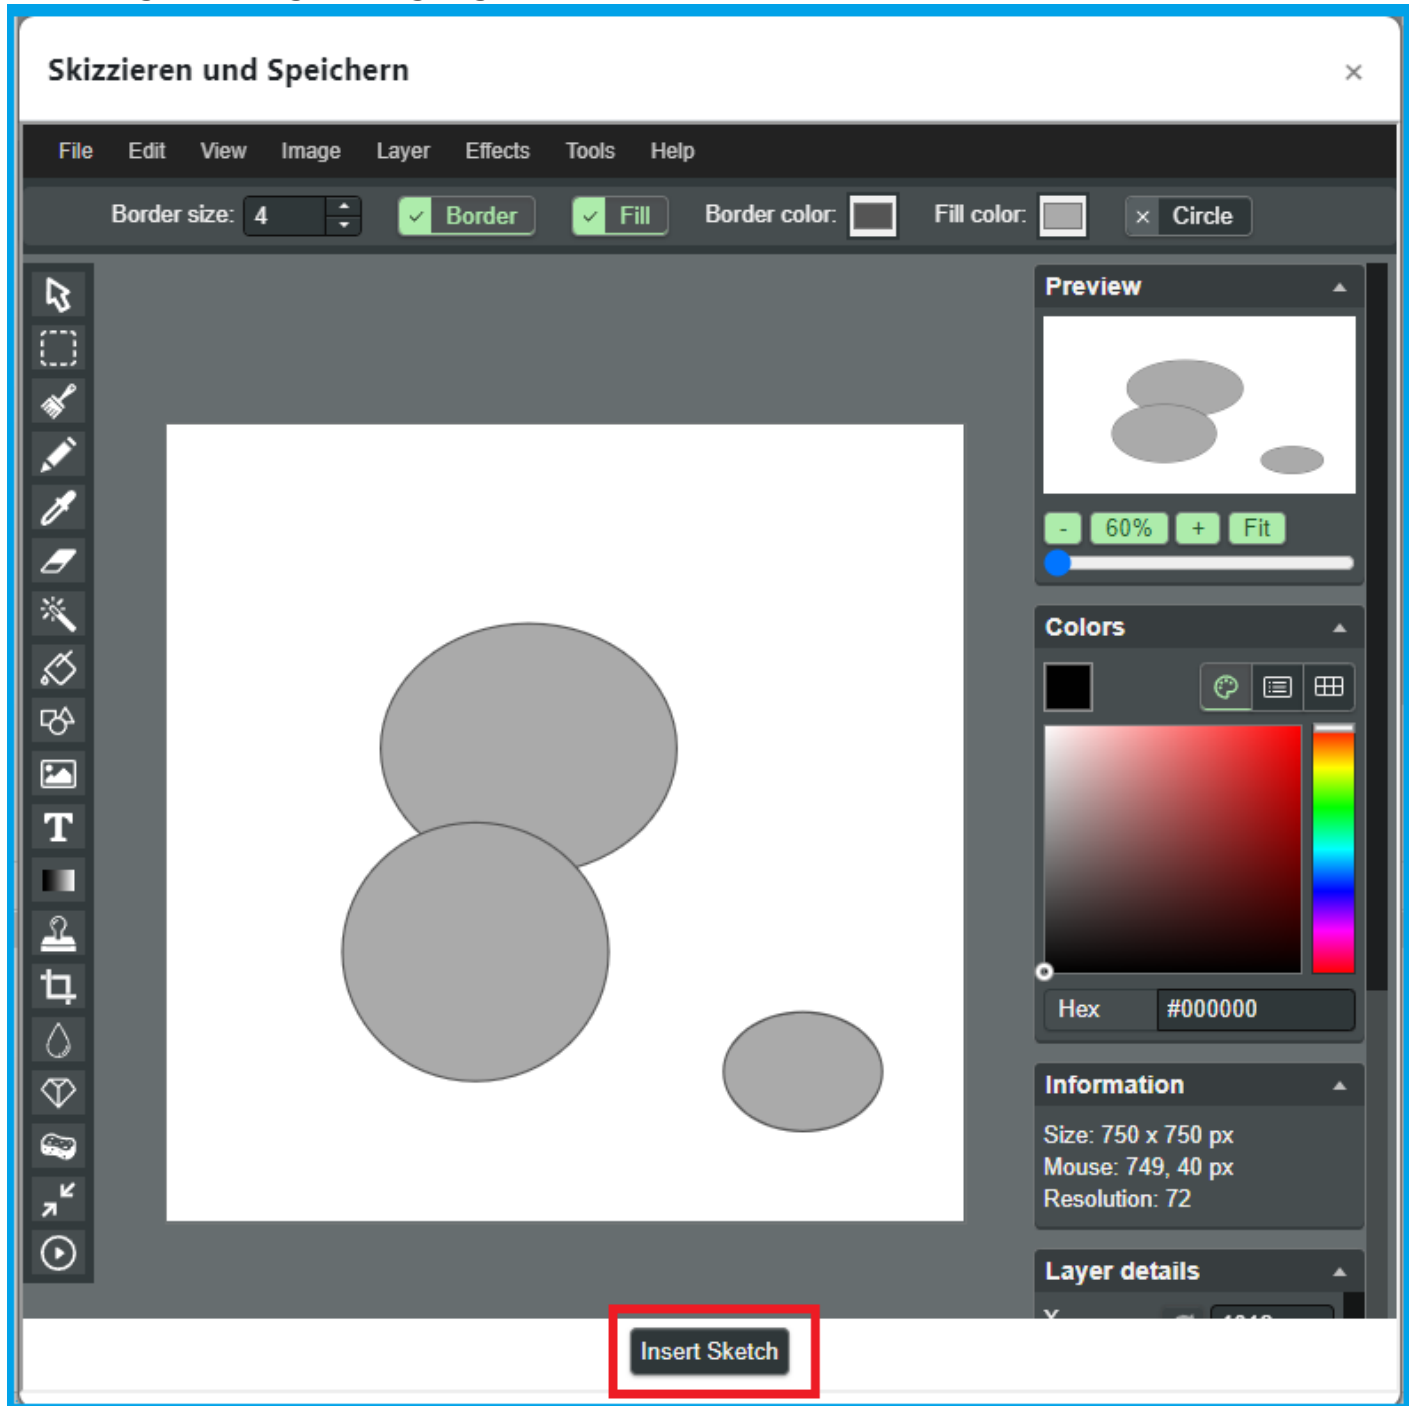 Skizzieren und Speichern
File Edit View Image Layer Effects Tools Help
Border size: 4 Border Fill Border color: Fill color: Circle
Preview
- 60% + Fit
Colors
Hex #000000
Information
Size: 750 x 750 px
Mouse: 749, 40 px
Resolution: 72
Layer details
T
Insert Sketch